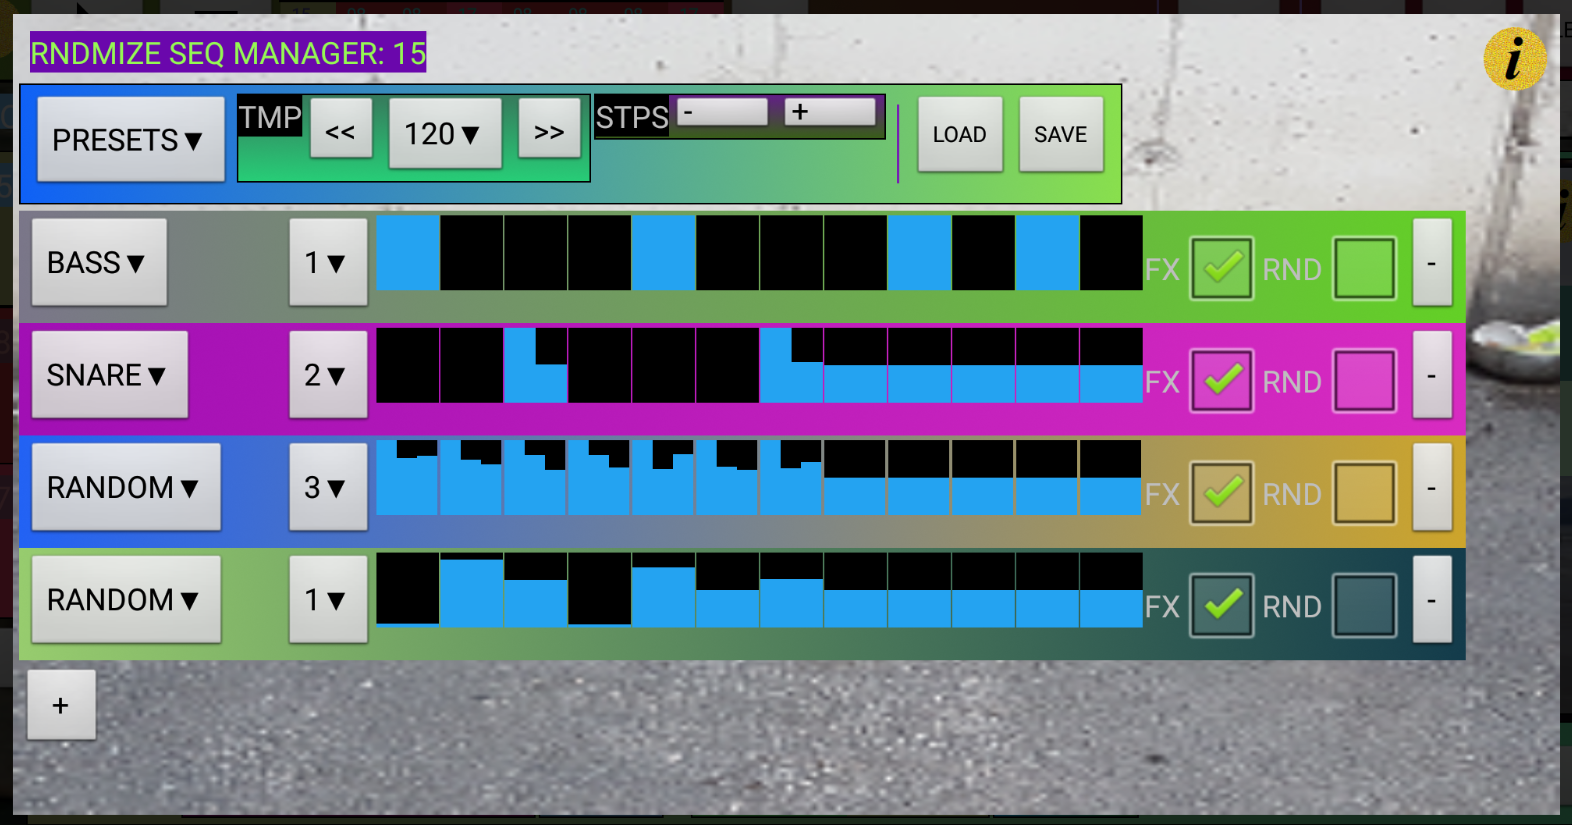 RNDMIZE SEQ MANAGER: 15
i
PRESETS ▼
TMP << 120 ▼ >>
STPS - +
LOAD SAVE
BASS ▼ 1 ▼ FX RND -
SNARE ▼ 2 ▼ FX RND -
RANDOM ▼ 3 ▼ FX RND -
RANDOM ▼ 1 ▼ FX RND -
+